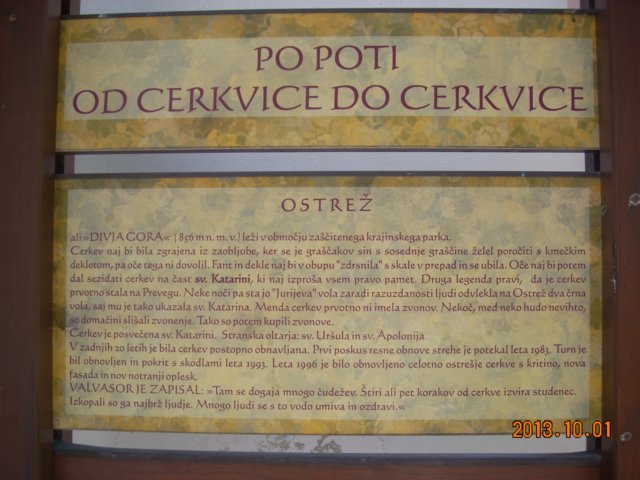 PO POTI
OD CERKVICE DO CERKVICE
OSTREŽ
ali »DIVJA GORA« (856 m n. m. v.) leži v območju zaščitenega krajinskega parka.
Cerkev naj bi bila zgrajena iz zaobljube, ker se je graščakov sin s sosednje graščine želel poročiti s kmečkim
dekletom, pa oče tega ni dovolil. Fant in dekle naj bi v obupu "zdrsnila" s skale v prepad in se ubila. Oče naj bi potem
dal sezidati cerkev na čast sv. Katarini, ki naj izproša vsem pravo pamet. Druga legenda pravi, da je cerkev
prvotno stala na Prevegu. Neke noči pa sta jo "Jurijeva" vola zaradi razuzdanosti ljudi odvlekla na Ostrež dva črna
vola, saj mu je tako ukazala sv. Katarina. Menda cerkev prvotno ni imela zvonov. Nekoč, med neko hudo nevihto,
so domačini slišali zvonenje. Tako so potem kupili zvonove.
Cerkev je posvečena sv. Katarini. Stranska oltarja: sv. Uršula in sv. Apolonija
V zadnjih 20 letih je bila cerkev postopno obnavljana. Prvi poskus resne obnove strehe je potekal leta 1983. Turn je
bil obnovljen in pokrit s skodlami leta 1993. Leta 1996 je bilo obnovljeno celotno ostrešje cerkve s kritino, nova
fasada in nov notranji oplesk.
VALVASOR JE ZAPISAL: »Tam se dogaja mnogo čudežev. Štiri ali pet korakov od cerkve izvira studenec.
Izkopali so ga najbrž ljudje. Mnogo ljudi se s to vodo umiva in ozdravi.«
2013.10.01